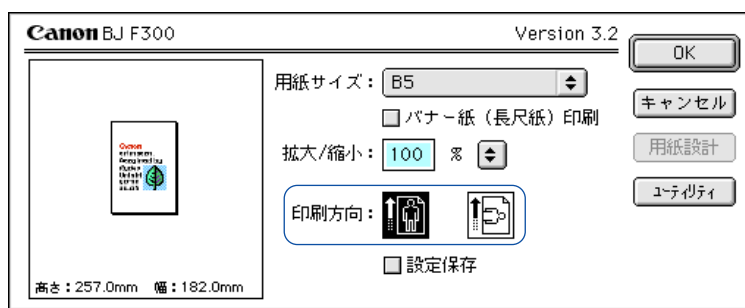 Canon BJ F300
Version 3.2
用紙サイズ： B5
バナー紙（長尺紙）印刷
拡大/縮小： 100 %
印刷方向：
設定保存
高さ：257.0mm 幅：182.0mm
OK
キャンセル
用紙設計
ユーティリティ
Canon